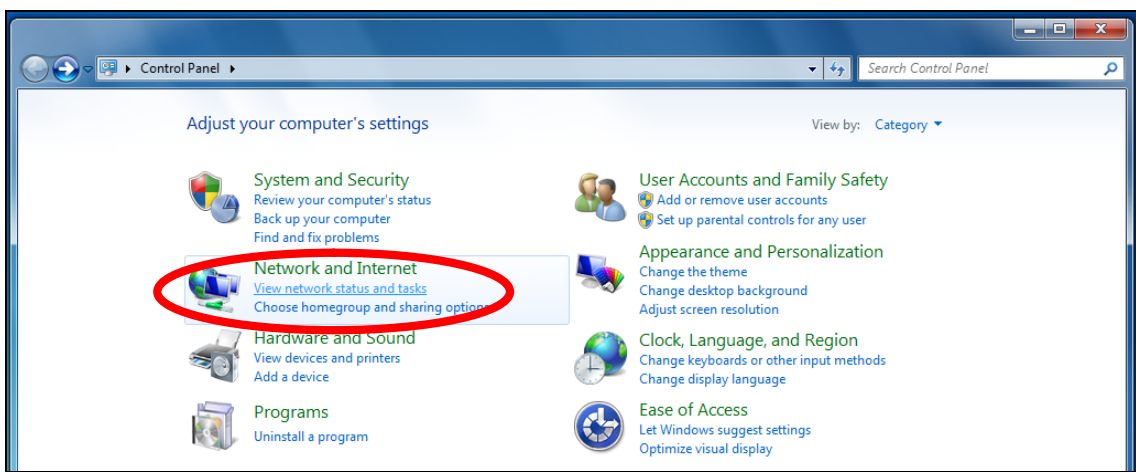 Control Panel
Search Control Panel
Adjust your computer's settings
View by: Category
System and Security
Review your computer's status
Back up your computer
Find and fix problems
Network and Internet
View network status and tasks
Choose homegroup and sharing options
Hardware and Sound
View devices and printers
Add a device
Programs
Uninstall a program
User Accounts and Family Safety
Add or remove user accounts
Set up parental controls for any user
Appearance and Personalization
Change the theme
Change desktop background
Adjust screen resolution
Clock, Language, and Region
Change keyboards or other input methods
Change display language
Ease of Access
Let Windows suggest settings
Optimize visual display